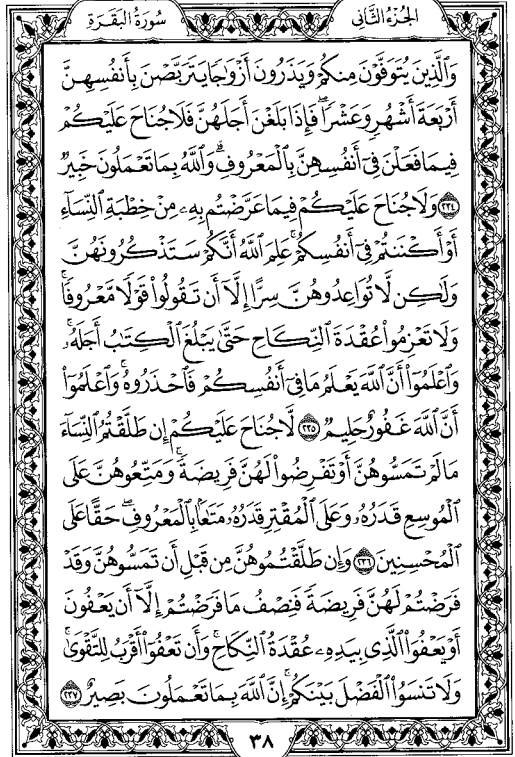 الجُزْءُ الثَّانِي
سُورَةُ البَقَرَةِ
وَٱلَّذِينَ يُتَوَفَّوْنَ مِنكُمْ وَيَذَرُونَ أَزْوَٰجًا يَتَرَبَّصْنَ بِأَنفُسِهِنَّ
أَرْبَعَةَ أَشْهُرٍ وَعَشْرًا ۖ فَإِذَا بَلَغْنَ أَجَلَهُنَّ فَلَا جُنَاحَ عَلَيْكُمْ
فِيمَا فَعَلْنَ فِىٓ أَنفُسِهِنَّ بِٱلْمَعْرُوفِ ۗ وَٱللَّهُ بِمَا تَعْمَلُونَ خَبِيرٌ
٢٣٤ وَلَا جُنَاحَ عَلَيْكُمْ فِيمَا عَرَّضْتُم بِهِۦ مِنْ خِطْبَةِ ٱلنِّسَآءِ
أَوْ أَكْنَنتُمْ فِىٓ أَنفُسِكُمْ ۚ عَلِمَ ٱللَّهُ أَنَّكُمْ سَتَذْكُرُونَهُنَّ
وَلَٰكِن لَّا تُوَاعِدُوهُنَّ سِرًّا إِلَّآ أَن تَقُولُوا۟ قَوْلًا مَّعْرُوفًا ۚ
وَلَا تَعْزِمُوا۟ عُقْدَةَ ٱلنِّكَاحِ حَتَّىٰ يَبْلُغَ ٱلْكِتَٰبُ أَجَلَهُۥ ۚ
وَٱعْلَمُوٓا۟ أَنَّ ٱللَّهَ يَعْلَمُ مَا فِىٓ أَنفُسِكُمْ فَٱحْذَرُوهُ ۚ وَٱعْلَمُوٓا۟
أَنَّ ٱللَّهَ غَفُورٌ حَلِيمٌ ٢٣٥ لَّا جُنَاحَ عَلَيْكُمْ إِن طَلَّقْتُمُ ٱلنِّسَآءَ
مَا لَمْ تَمَسُّوهُنَّ أَوْ تَفْرِضُوا۟ لَهُنَّ فَرِيضَةً ۚ وَمَتِّعُوهُنَّ عَلَى
ٱلْمُوسِعِ قَدَرُهُۥ وَعَلَى ٱلْمُقْتِرِ قَدَرُهُۥ مَتَٰعًۢا بِٱلْمَعْرُوفِ ۖ حَقًّا عَلَى
ٱلْمُحْسِنِينَ ٢٣٦ وَإِن طَلَّقْتُمُوهُنَّ مِن قَبْلِ أَن تَمَسُّوهُنَّ وَقَدْ
فَرَضْتُمْ لَهُنَّ فَرِيضَةً فَنِصْفُ مَا فَرَضْتُمْ إِلَّآ أَن يَعْفُونَ
أَوْ يَعْفُوَا۟ ٱلَّذِى بِيَدِهِۦ عُقْدَةُ ٱلنِّكَاحِ ۚ وَأَن تَعْفُوٓا۟ أَقْرَبُ لِلتَّقْوَىٰ ۚ
وَلَا تَنسَوُا۟ ٱلْفَضْلَ بَيْنَكُمْ ۚ إِنَّ ٱللَّهَ بِمَا تَعْمَلُونَ بَصِيرٌ ٢٣٧
٣٨